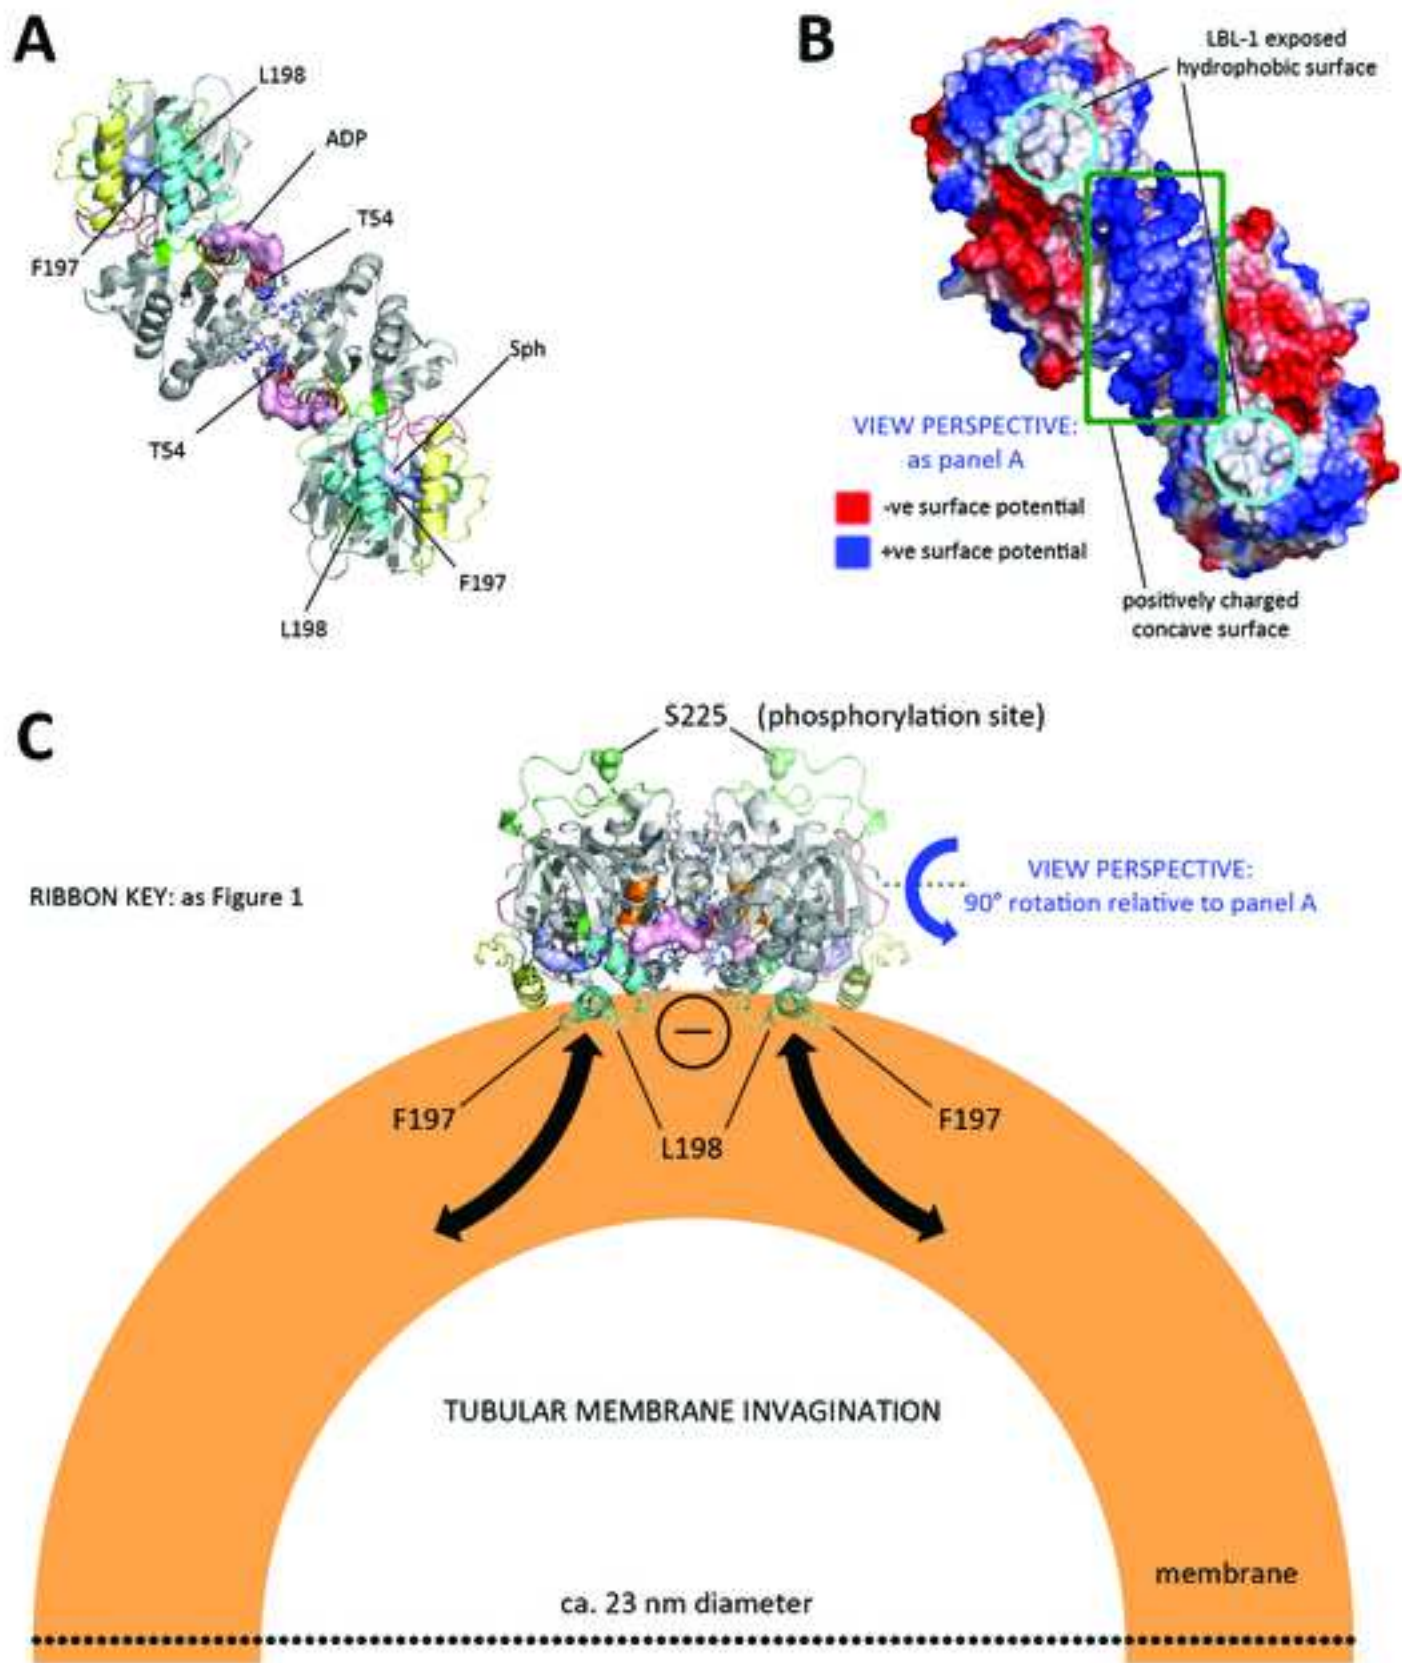 A
L198
ADP
T54
F197
Sph
T54
F197
L198
B
LBL-1 exposed
hydrophobic surface
VIEW PERSPECTIVE:
as panel A
-ve surface potential
+ve surface potential
positively charged
concave surface
C
S225 (phosphorylation site)
RIBBON KEY: as Figure 1
VIEW PERSPECTIVE:
90° rotation relative to panel A
F197
L198
F197
TUBULAR MEMBRANE INVAGINATION
membrane
ca. 23 nm diameter